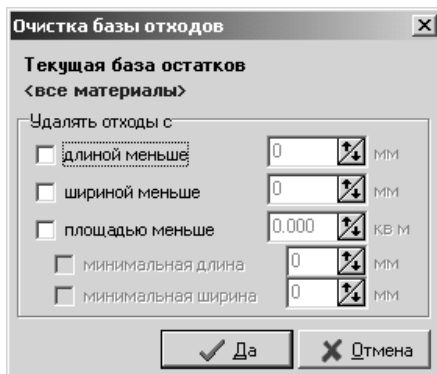 Очистка базы отходов
Текущая база остатков
<все материалы>
Удалять отходы с
длиной меньше 0 мм
шириной меньше 0 мм
площадью меньше 0.000 кв м
минимальная длина 0 мм
минимальная ширина 0 мм
Да Отмена